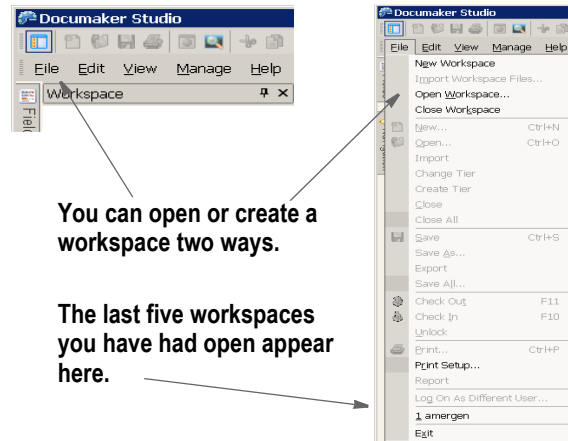 Documaker Studio
File Edit View Manage Help
Workspace
You can open or create a
workspace two ways.
The last five workspaces
you have had open appear
here.
Documaker Studio
File Edit View Manage Help
New Workspace
Import Workspace Files...
Open Workspace...
Close Workspace
New... Ctrl+N
Open... Ctrl+O
Import
Change Tier
Create Tier
Close
Close All
Save Ctrl+S
Save As...
Export
Save All...
Check Out F11
Check In F10
Unlock
Print... Ctrl+P
Print Setup...
Report
Log On As Different User...
1 amergen
Exit